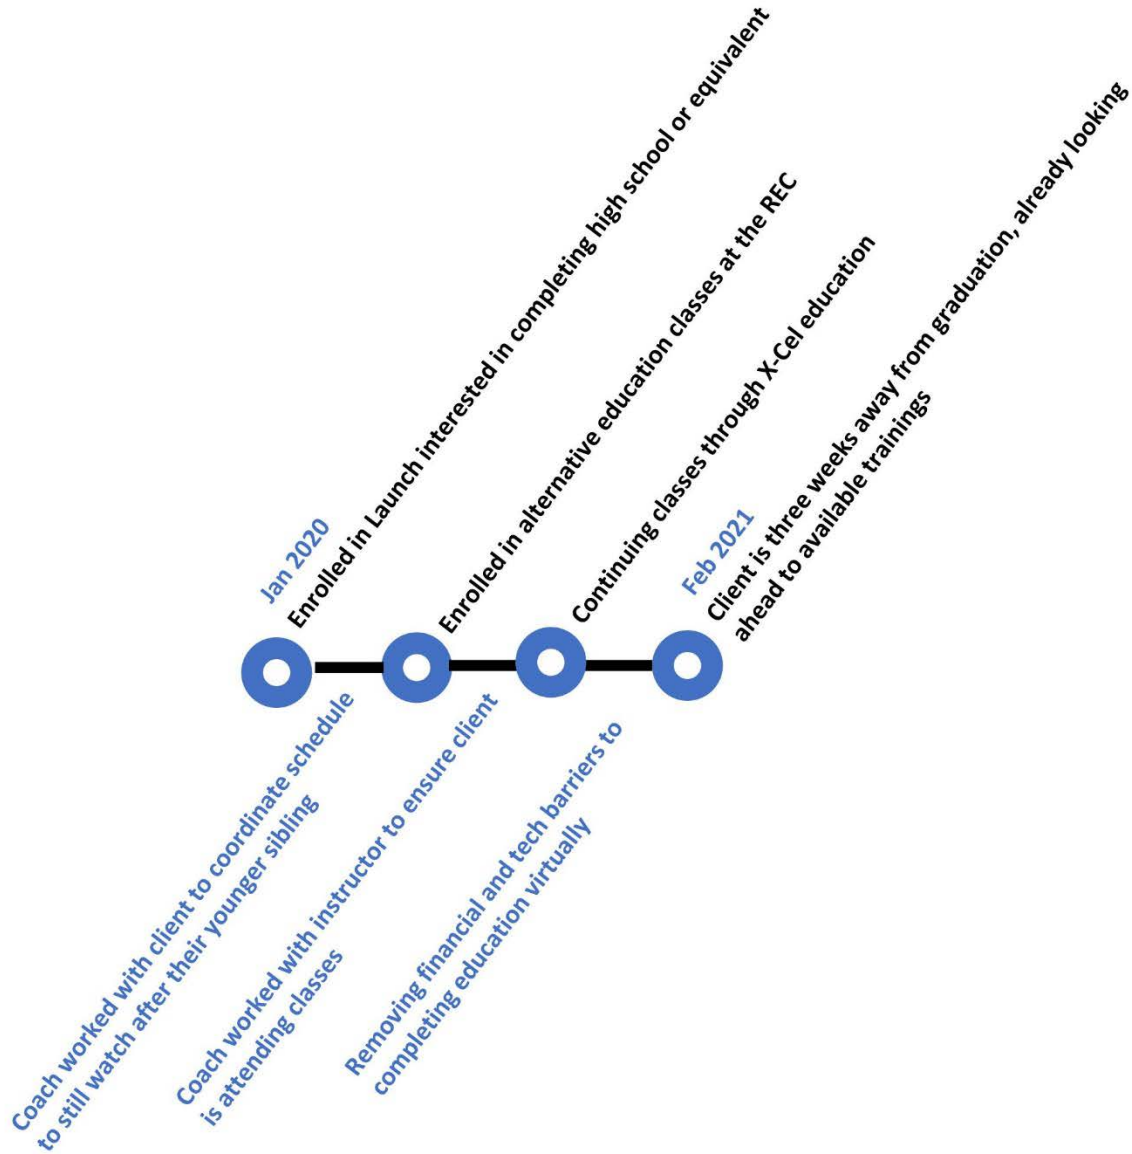 Jan 2020
Enrolled in Launch interested in completing high school or equivalent
Enrolled in alternative education classes at the REC
Continuing classes through X-Cel education
Feb 2021
Client is three weeks away from graduation, already looking
ahead to available trainings
Coach worked with client to coordinate schedule
to still watch after their younger sibling
Coach worked with instructor to ensure client
is attending classes
Removing financial and tech barriers to
completing education virtually